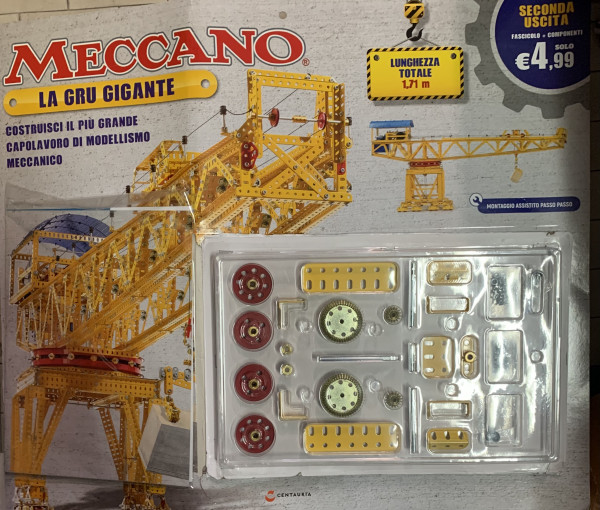 MECCANO®
LA GRU GIGANTE
COSTRUISCI IL PIÙ GRANDE
CAPOLAVORO DI MODELLISMO
MECCANICO
LUNGHEZZA
TOTALE
1,71 m
SECONDA
USCITA
FASCICOLO + COMPONENTI
SOLO
€4,99
MONTAGGIO ASSISTITO PASSO PASSO
CENTAURIA